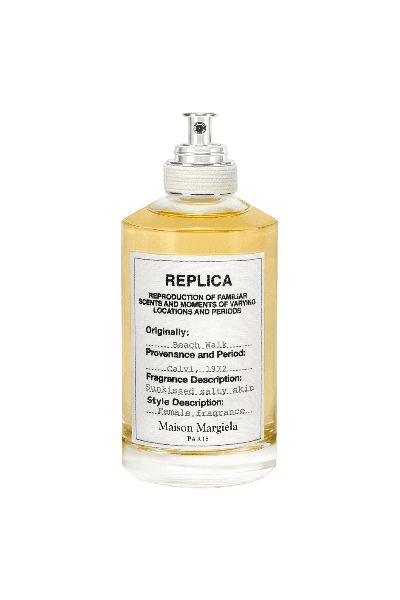 REPLICA
REPRODUCTION OF FAMILIAR
SCENTS AND MOMENTS OF VARYING
LOCATIONS AND PERIODS
Originally:
Beach Walk
Provenance and Period:
Calvi, 1972
Fragrance Description:
Sunkissed salty skin
Style Description:
Female fragrance
Maison Margiela
PARIS